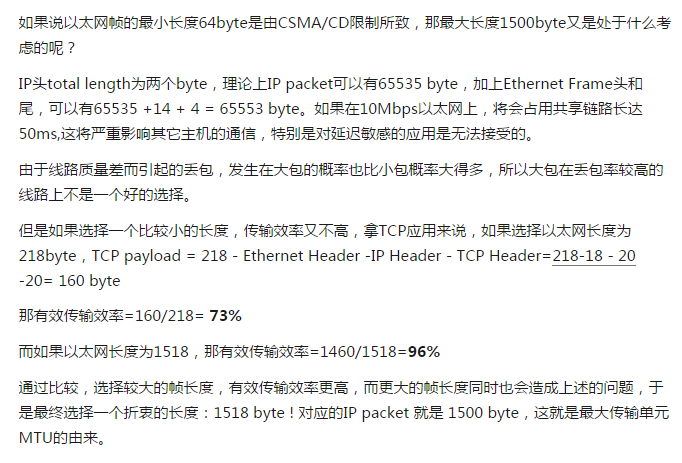 如果说以太网帧的最小长度64byte是由CSMA/CD限制所致，那最大长度1500byte又是处于什么考
虑的呢？
IP头total length为两个byte，理论上IP packet可以有65535 byte，加上Ethernet Frame头和
尾，可以有65535 +14 + 4 = 65553 byte。如果在10Mbps以太网上，将会占用共享链路长达
50ms,这将严重影响其它主机的通信，特别是对延迟敏感的应用是无法接受的。
由于线路质量差而引起的丢包，发生在大包的概率也比小包概率大得多，所以大包在丢包率较高的
线路上不是一个好的选择。
但是如果选择一个比较小的长度，传输效率又不高，拿TCP应用来说，如果选择以太网长度为
218byte，TCP payload = 218 - Ethernet Header -IP Header - TCP Header=218-18 - 20
-20= 160 byte
那有效传输效率=160/218= 73%
而如果以太网长度为1518，那有效传输效率=1460/1518=96%
通过比较，选择较大的帧长度，有效传输效率更高，而更大的帧长度同时也会造成上述的问题，于
是最终选择一个折衷的长度：1518 byte ! 对应的IP packet 就是 1500 byte，这就是最大传输单元
MTU的由来。